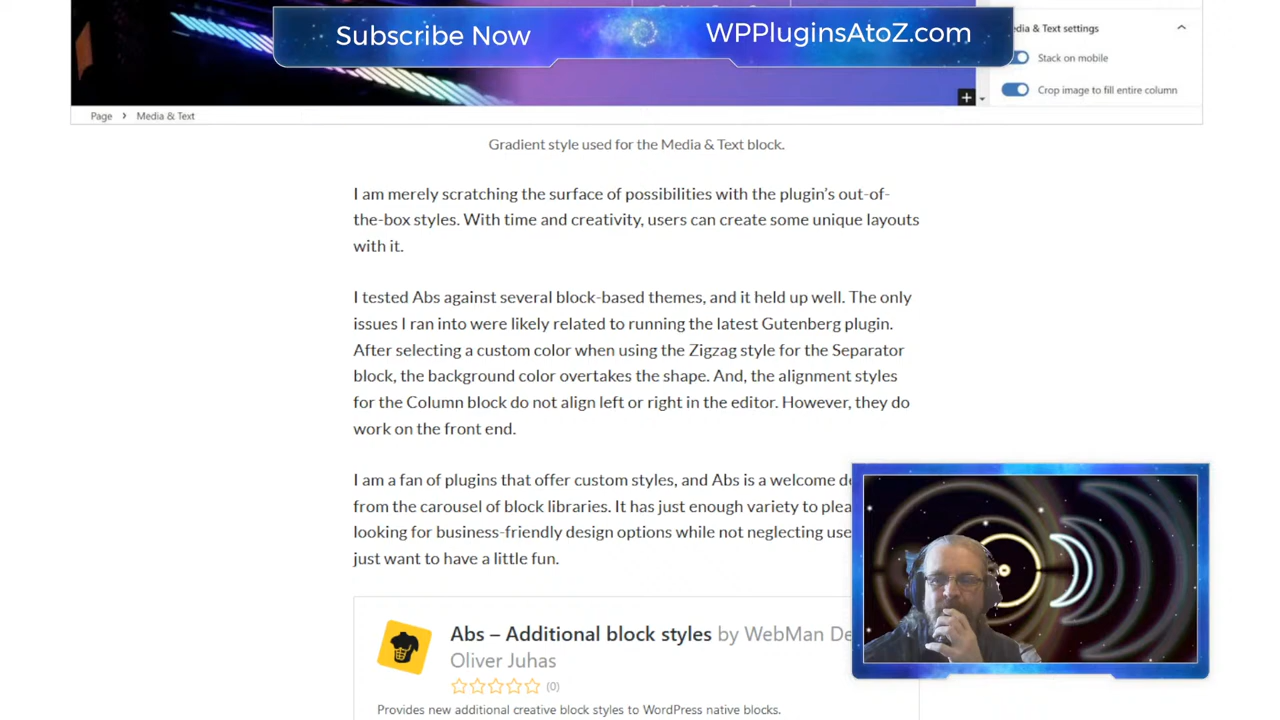 Subscribe Now
WPPluginsAtoZ.com
Media & Text settings
Stack on mobile
Crop image to fill entire column
Page > Media & Text
Gradient style used for the Media & Text block.
I am merely scratching the surface of possibilities with the plugin’s out-of-
the-box styles. With time and creativity, users can create some unique layouts
with it.
I tested Abs against several block-based themes, and it held up well. The only
issues I ran into were likely related to running the latest Gutenberg plugin.
After selecting a custom color when using the Zigzag style for the Separator
block, the background color overtakes the shape. And, the alignment styles
for the Column block do not align left or right in the editor. However, they do
work on the front end.
I am a fan of plugins that offer custom styles, and Abs is a welcome
from the carousel of block libraries. It has just enough variety to
looking for business-friendly design options while not neglecting
just want to have a little fun.
Abs – Additional block styles by WebMan
Oliver Juhas
(0)
Provides new additional creative block styles to WordPress native blocks.